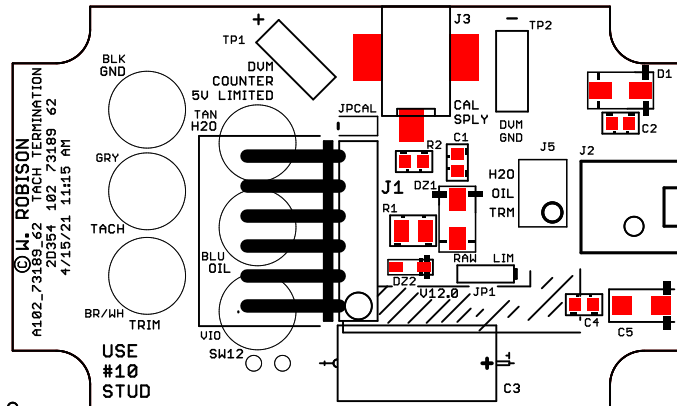 © W. ROBISON
A102_73189_62 TACH TERMINATION
2D354 102 73189 62
4/15/21 11:15 AM
BLK
GND
GRY
TACH
BR/WH
TRIM
USE
#10
STUD
+
TP1
DVM
COUNTER
5V LIMITED
TAN
H2O
BLU
OIL
VIO
SW12
JPCAL
J3
CAL
SPLY
-
TP2
DVM
GND
R2
C1
J1
DZ1
R1
RAW
LIM
DZ2
V12.0
JP1
J5
H2O
OIL
TRM
J2
D1
C2
C4
C5
+
C3